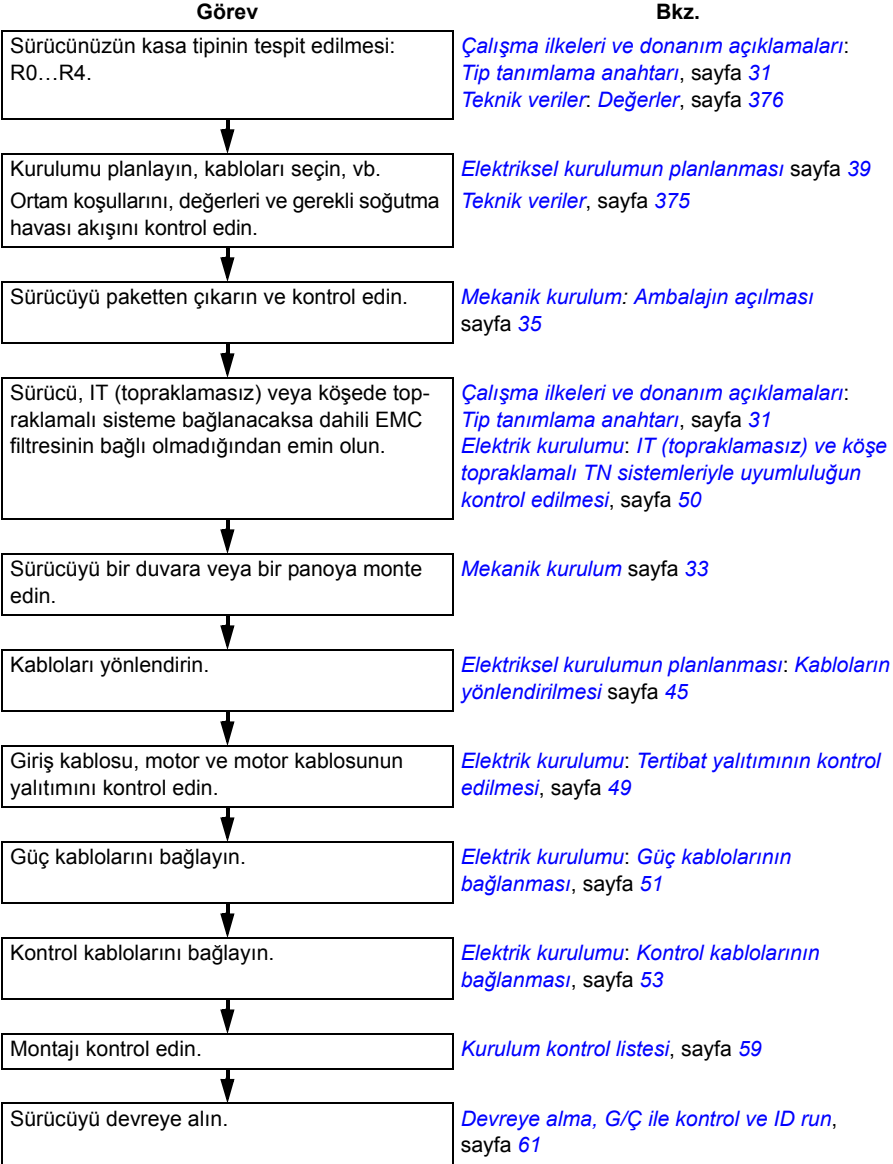 Görev
Bkz.
Sürücünüzün kasa tipinin tespit edilmesi:
R0…R4.
Çalışma ilkeleri ve donanım açıklamaları:
Tip tanımlama anahtarı, sayfa 31
Teknik veriler: Değerler, sayfa 376
Kurulumu planlayın, kabloları seçin, vb.
Ortam koşullarını, değerleri ve gerekli soğutma
havası akışını kontrol edin.
Elektriksel kurulumun planlanması sayfa 39
Teknik veriler, sayfa 375
Sürücüyü paketten çıkarın ve kontrol edin.
Mekanik kurulum: Ambalajın açılması
sayfa 35
Sürücü, IT (topraklamasız) veya köşede top-
raklamalı sisteme bağlanacaksa dahili EMC
filtresinin bağlı olmadığından emin olun.
Çalışma ilkeleri ve donanım açıklamaları:
Tip tanımlama anahtarı, sayfa 31
Elektrik kurulumu: IT (topraklamasız) ve köşe
topraklamalı TN sistemleriyle uyumluluğun
kontrol edilmesi, sayfa 50
Sürücüyü bir duvara veya bir panoya monte
edin.
Mekanik kurulum sayfa 33
Kabloları yönlendirin.
Elektriksel kurulumun planlanması: Kabloların
yönlendirilmesi sayfa 45
Giriş kablosu, motor ve motor kablosunun
yalıtımını kontrol edin.
Elektrik kurulumu: Tertibat yalıtımının kontrol
edilmesi, sayfa 49
Güç kablolarını bağlayın.
Elektrik kurulumu: Güç kablolarının
bağlanması, sayfa 51
Kontrol kablolarını bağlayın.
Elektrik kurulumu: Kontrol kablolarının
bağlanması, sayfa 53
Montajı kontrol edin.
Kurulum kontrol listesi, sayfa 59
Sürücüyü devreye alın.
Devreye alma, G/Ç ile kontrol ve ID run,
sayfa 61